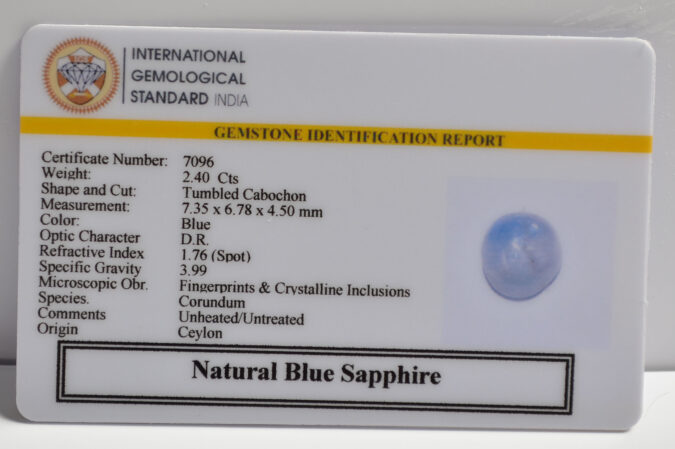 INTERNATIONAL
GEMOLOGICAL
STANDARD INDIA
GEMSTONE IDENTIFICATION REPORT
Certificate Number: 7096
Weight: 2.40 Cts
Shape and Cut: Tumbled Cabochon
Measurement: 7.35 x 6.78 x 4.50 mm
Color: Blue
Optic Character D.R.
Refractive Index 1.76 (Spot)
Specific Gravity 3.99
Microscopic Obr. Fingerprints & Crystalline Inclusions
Species. Corundum
Comments Unheated/Untreated
Origin Ceylon
Natural Blue Sapphire